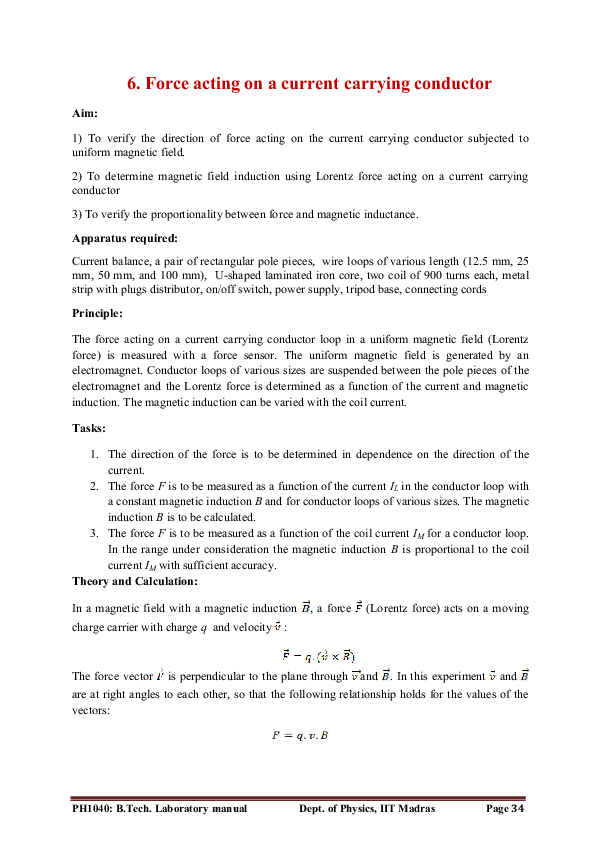 6. Force acting on a current carrying conductor
Aim:
1) To verify the direction of force acting on the current carrying conductor subjected to
uniform magnetic field.
2) To determine magnetic field induction using Lorentz force acting on a current carrying
conductor
3) To verify the proportionality between force and magnetic inductance.
Apparatus required:
Current balance, a pair of rectangular pole pieces, wire loops of various length (12.5 mm, 25
mm, 50 mm, and 100 mm), U-shaped laminated iron core, two coil of 900 turns each, metal
strip with plugs distributor, on/off switch, power supply, tripod base, connecting cords
Principle:
The force acting on a current carrying conductor loop in a uniform magnetic field (Lorentz
force) is measured with a force sensor. The uniform magnetic field is generated by an
electromagnet. Conductor loops of various sizes are suspended between the pole pieces of the
electromagnet and the Lorentz force is determined as a function of the current and magnetic
induction. The magnetic induction can be varied with the coil current.
Tasks:
1. The direction of the force is to be determined in dependence on the direction of the
current.
2. The force F is to be measured as a function of the current I_L in the conductor loop with
a constant magnetic induction B and for conductor loops of various sizes. The magnetic
induction B is to be calculated.
3. The force F is to be measured as a function of the coil current I_M for a conductor loop.
In the range under consideration the magnetic induction B is proportional to the coil
current I_M with sufficient accuracy.
Theory and Calculation:
In a magnetic field with a magnetic induction B⃗, a force F⃗ (Lorentz force) acts on a moving
charge carrier with charge q and velocity v⃗ :
F⃗ = q.(v⃗ × B⃗)
The force vector F⃗ is perpendicular to the plane through v⃗ and B⃗. In this experiment v⃗ and B⃗
are at right angles to each other, so that the following relationship holds for the values of the
vectors:
F = q.v.B
PH1040: B.Tech. Laboratory manual Dept. of Physics, IIT Madras Page 34